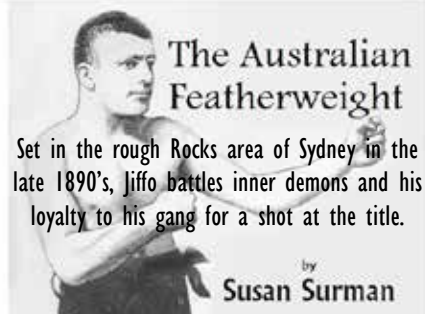 The Australian
Featherweight
Set in the rough Rocks area of Sydney in the
late 1890's, Jiffo battles inner demons and his
loyalty to his gang for a shot at the title.
by
Susan Surman